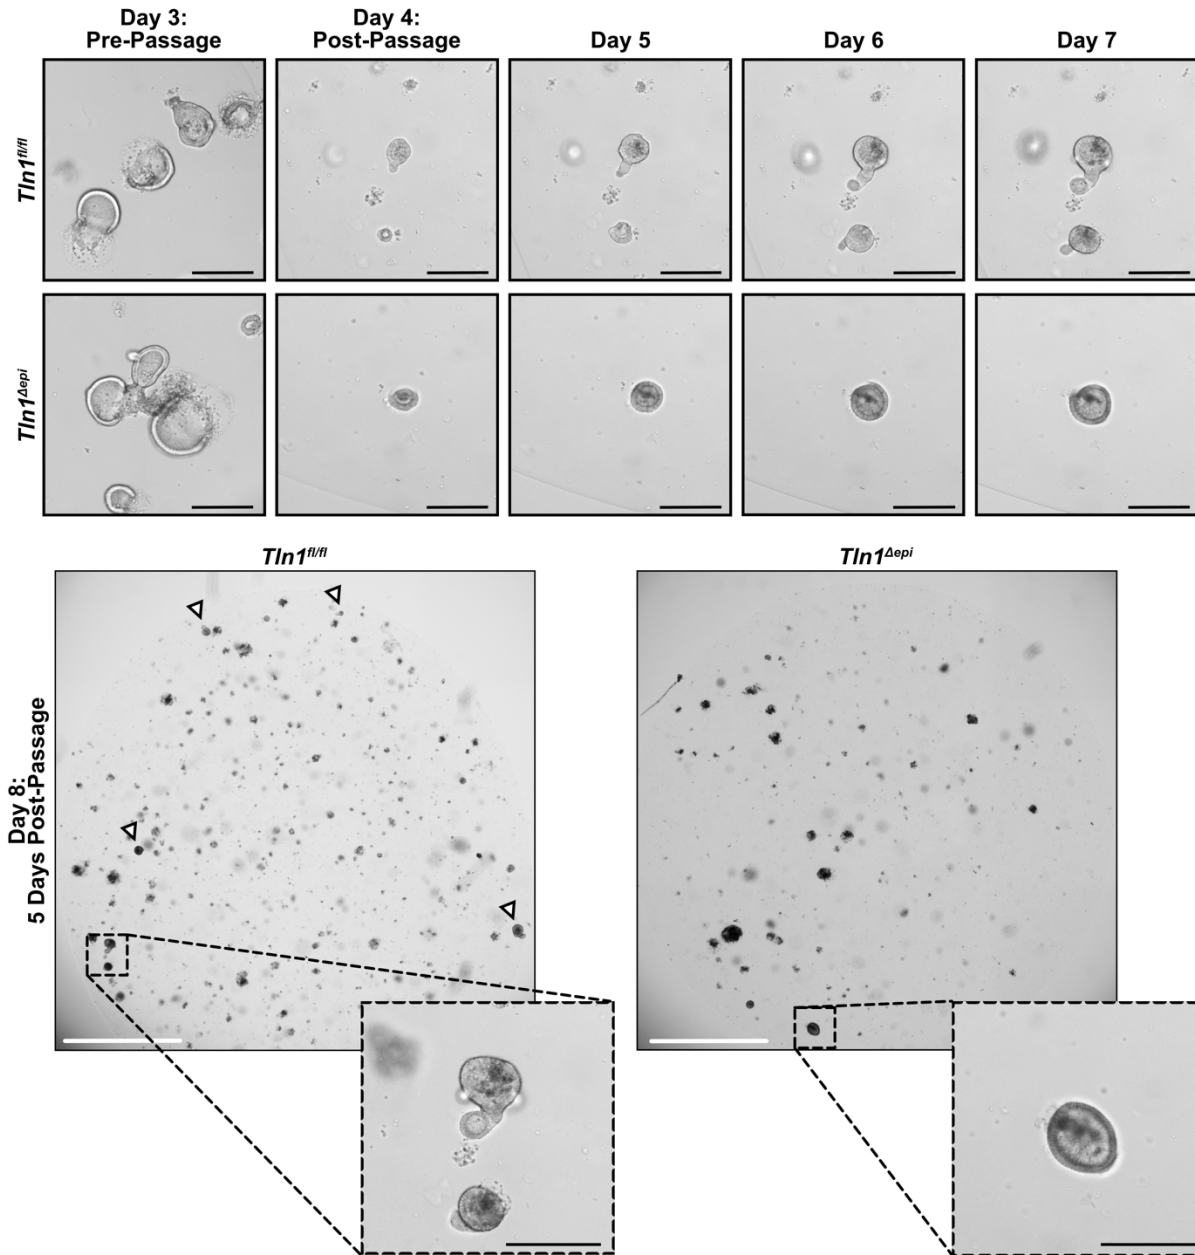 Day 3:
Pre-Passage
Day 4:
Post-Passage
Day 5
Day 6
Day 7
Tln1fl/fl
Tln1Δepi
Tln1fl/fl
Tln1Δepi
Day 8:
5 Days Post-Passage